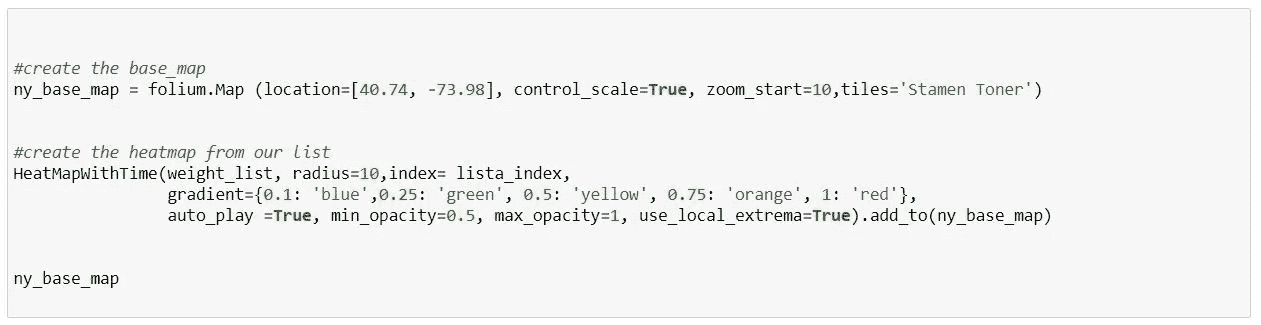 #create the base_map
ny_base_map = folium.Map (location=[40.74, -73.98], control_scale=True, zoom_start=10,tiles='Stamen Toner')
#create the heatmap from our list
HeatMapWithTime(weight_list, radius=10,index= lista_index,
gradient={0.1: 'blue',0.25: 'green', 0.5: 'yellow', 0.75: 'orange', 1: 'red'},
auto_play =True, min_opacity=0.5, max_opacity=1, use_local_extrema=True).add_to(ny_base_map)
ny_base_map